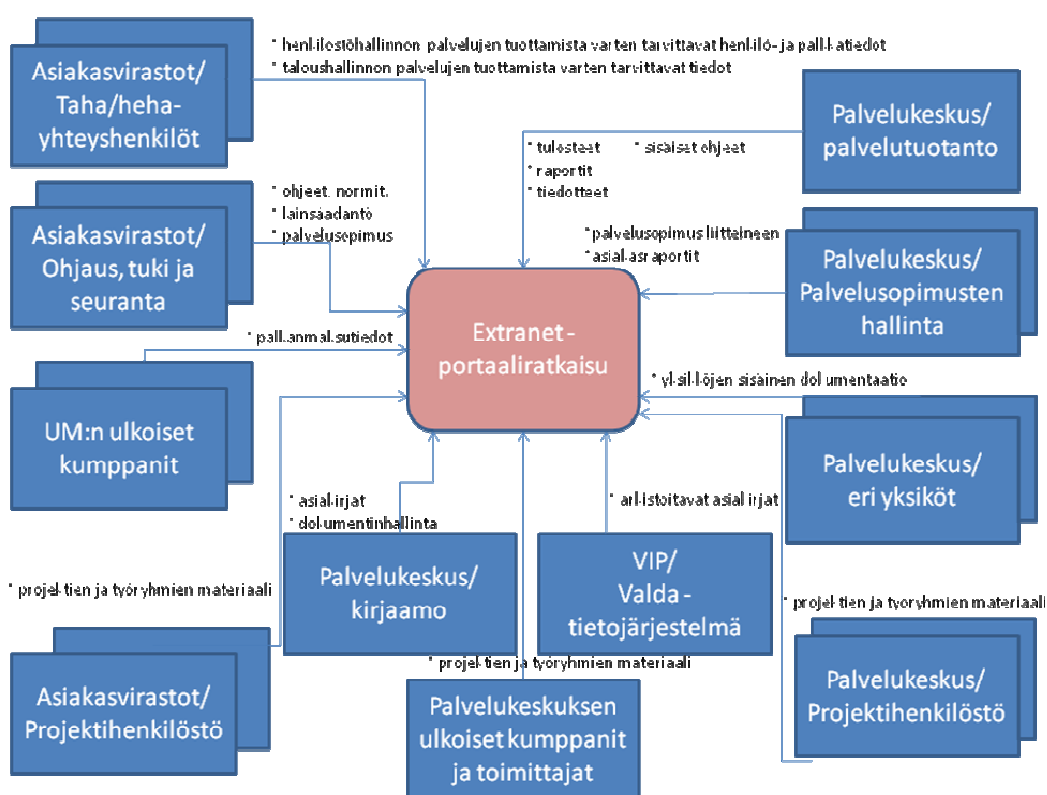 * henkilöstöhallinnon palvelujen tuottamista varten tarvittavat henkilö- ja palkkatiedot
* taloushallinnon palvelujen tuottamista varten tarvittavat tiedot
Asiakasvirastot/
Taha/heha-
yhteyshenkilöt
Palvelukeskus/
palvelutuotanto
* tulosteet * sisäiset ohjeet
* raportit
* tiedotteet
* ohjeet, normit,
* lainsäädäntö
* palvelusopimus
Asiakasvirastot/
Ohjaus, tuki ja
seuranta
* palvelusopimus liitteineen
* asiakasraportit
Palvelukeskus/
Palvelusopimusten
hallinta
Extranet -
portaaliratkaisu
* palkanmaksutiedot
UM:n ulkoiset
kumppanit
* yksikköjen sisäinen dokumentaatio
Palvelukeskus/
eri yksiköt
* asiakirjat
* dokumentinhallinta
* arkistoitavat asiakirjat
Palvelukeskus/
kirjaamo
VIP/
Valda -
tietojärjestelmä
* projektien ja työryhmien materiaali
Asiakasvirastot/
Projektihenkilöstö
* projektien ja työryhmien materiaali
Palvelukeskuksen
ulkoiset kumppanit
ja toimittajat
* projektien ja työryhmien materiaali
Palvelukeskus/
Projektihenkilöstö